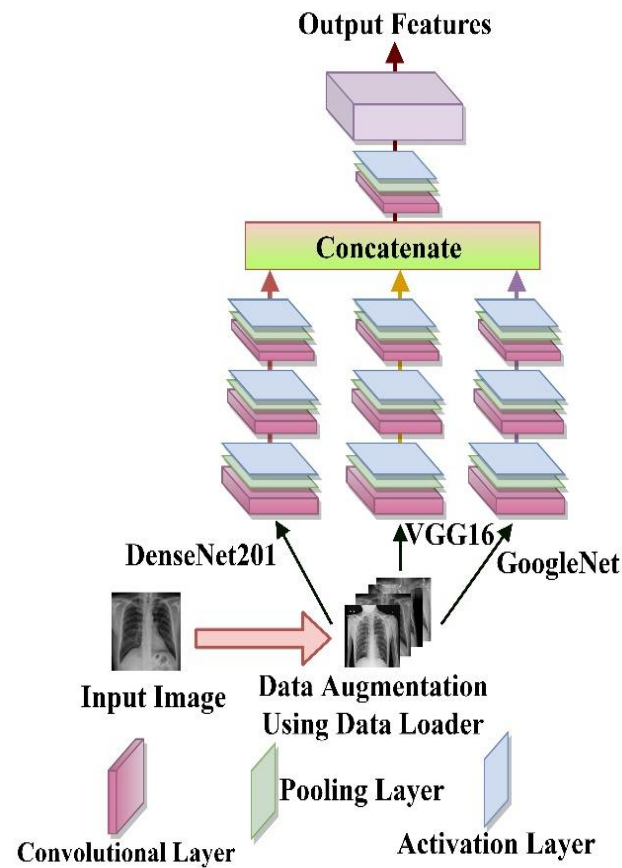 Output Features
Concatenate
DenseNet201
VGG16
GoogleNet
Input Image
Data Augmentation
Using Data Loader
Convolutional Layer
Pooling Layer
Activation Layer